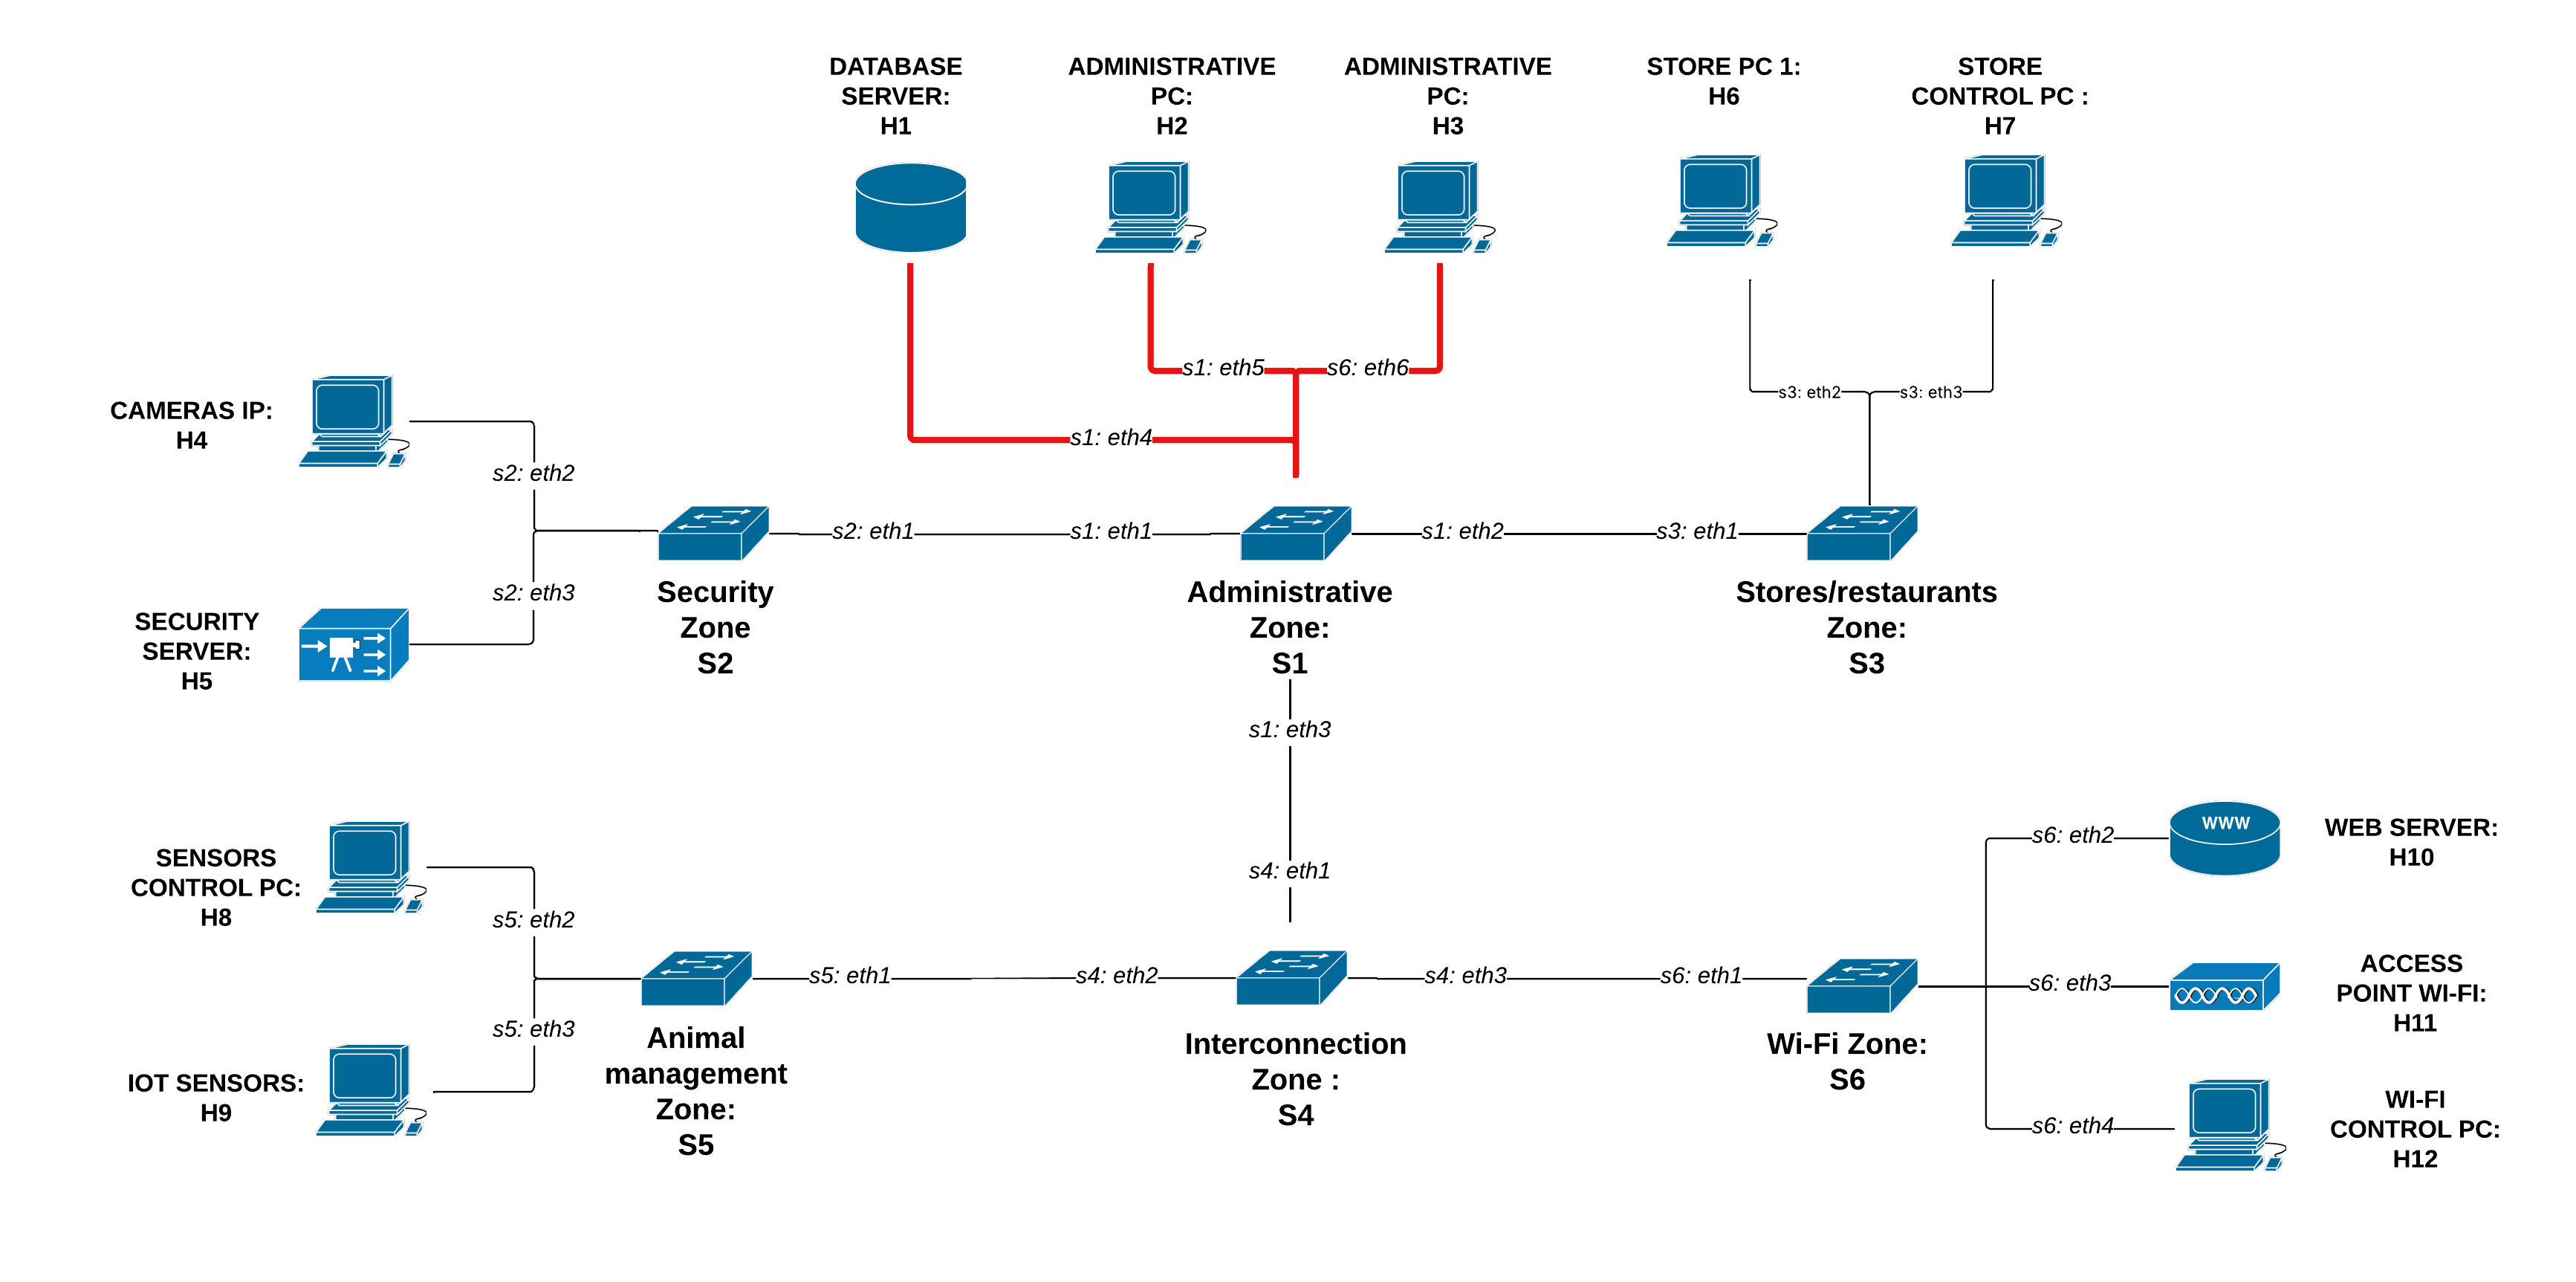 DATABASE
SERVER:
H1
ADMINISTRATIVE
PC:
H2
ADMINISTRATIVE
PC:
H3
STORE PC 1:
H6
STORE
CONTROL PC :
H7
s1: eth5
s6: eth6
s3: eth2
s3: eth3
s1: eth4
CAMERAS IP:
H4
s2: eth2
s2: eth3
SECURITY
SERVER:
H5
s2: eth1
s1: eth1
s1: eth2
s3: eth1
Security
Zone
S2
Administrative
Zone:
S1
Stores/restaurants
Zone:
S3
s1: eth3
s4: eth1
SENSORS
CONTROL PC:
H8
s5: eth2
s5: eth3
IOT SENSORS:
H9
s5: eth1
s4: eth2
s4: eth3
s6: eth1
Animal
management
Zone:
S5
Interconnection
Zone :
S4
Wi-Fi Zone:
S6
s6: eth2
WWW
WEB SERVER:
H10
s6: eth3
ACCESS
POINT WI-FI:
H11
s6: eth4
WI-FI
CONTROL PC:
H12